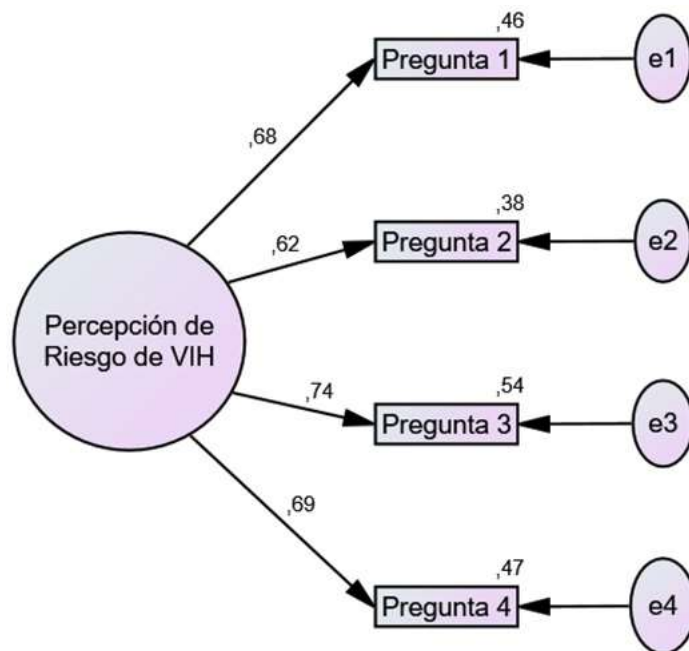 ,46
Pregunta 1
e1
,68
,38
Pregunta 2
e2
,62
Percepción de
Riesgo de VIH
,74
,54
Pregunta 3
e3
,69
,47
Pregunta 4
e4